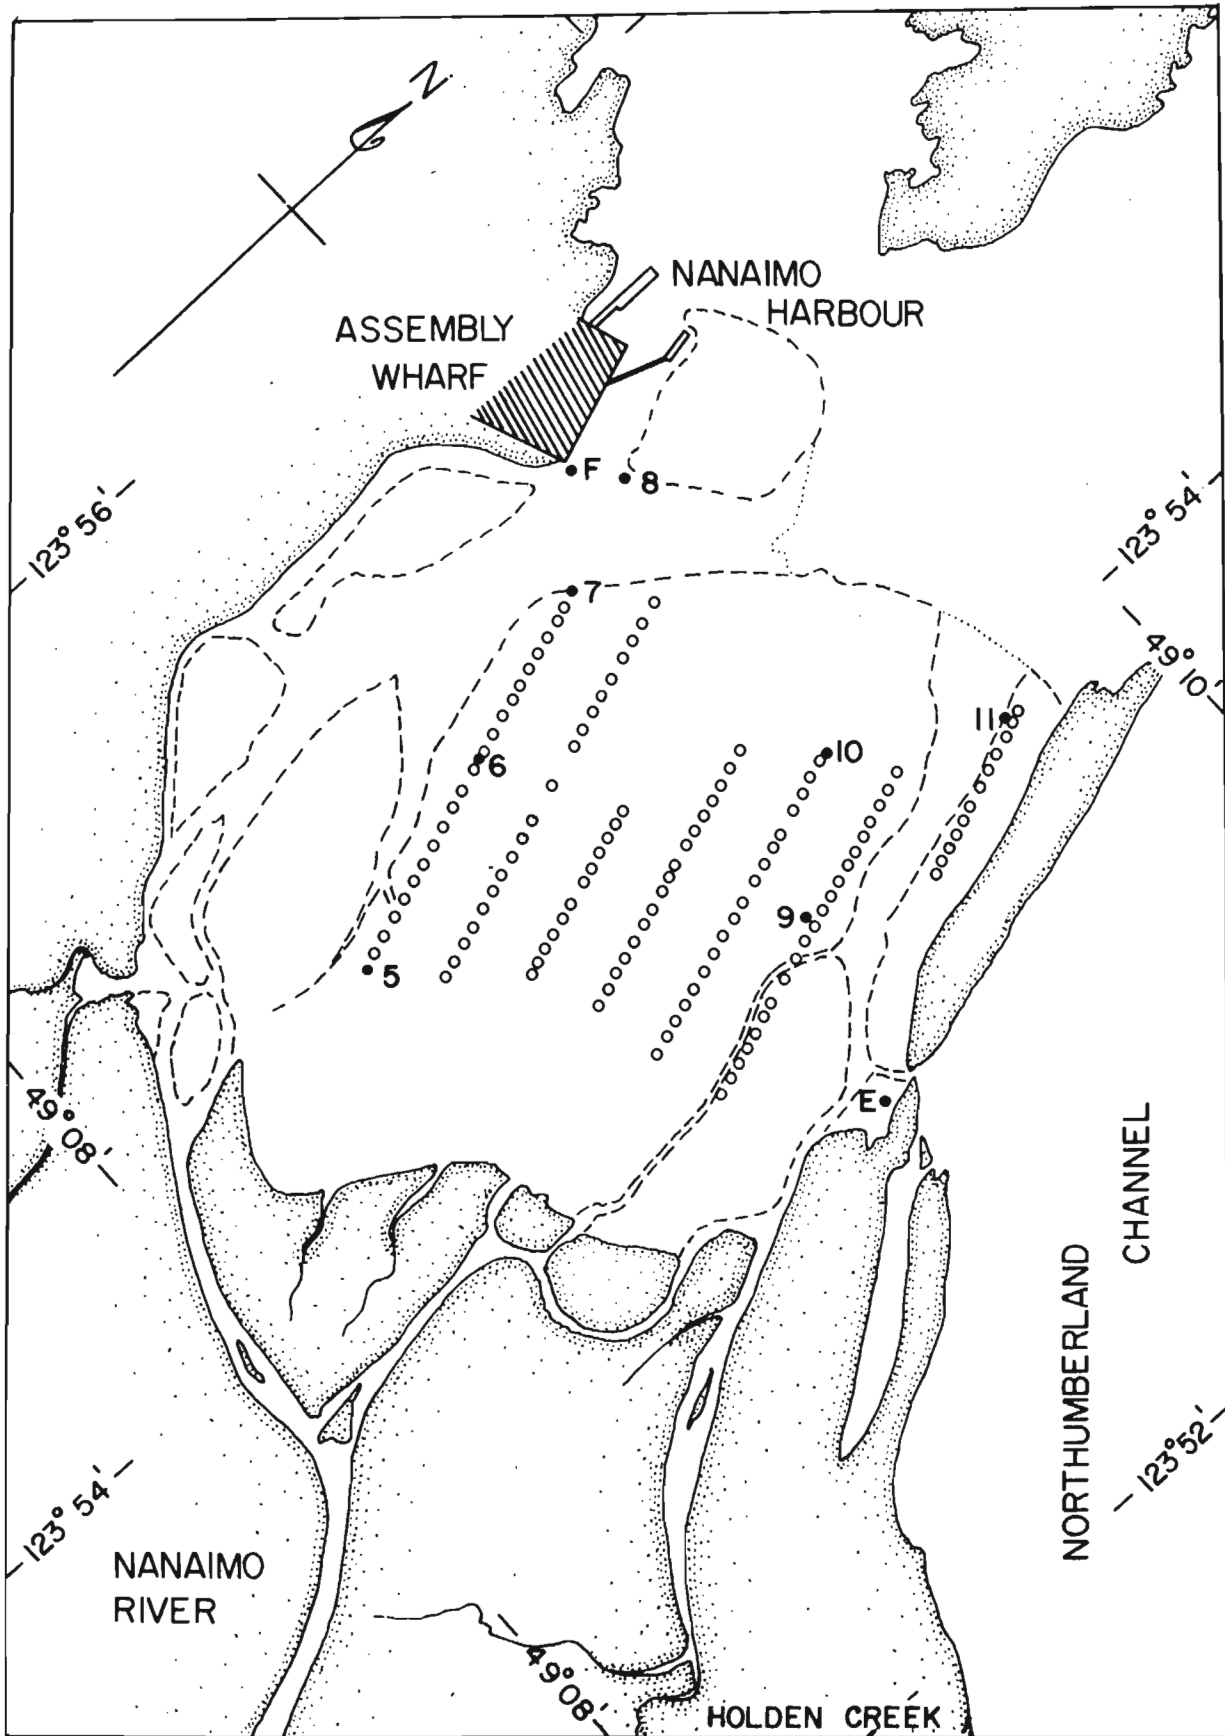 N
NANAIMO
HARBOUR
ASSEMBLY
WHARF
F
8
123° 56'
123° 54'
7
49° 10'
11
6
10
9
5
E
49° 08'
CHANNEL
NORTHUMBERLAND
123° 52'
123° 54'
NANAIMO
RIVER
49° 08'
HOLDEN CREEK